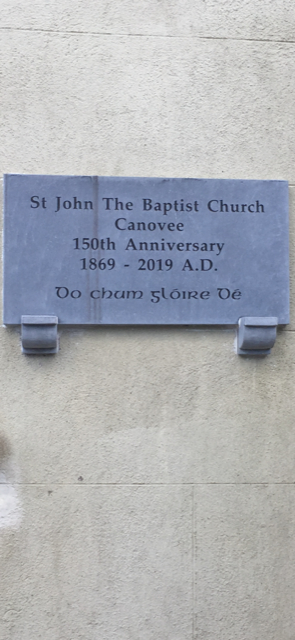 St John The Baptist Church
Canovee
150th Anniversary
1869 - 2019 A.D.
Do chum glóire Dé